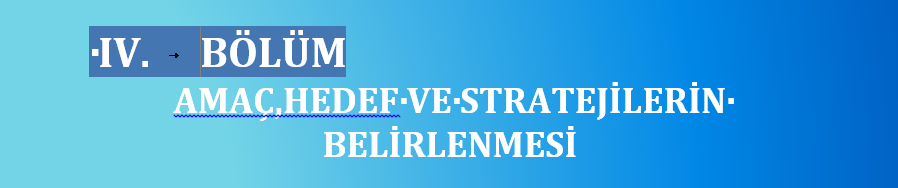 IV. BÖLÜM
AMAÇ,HEDEF VE STRATEJİLERİN
BELİRLENMESİ